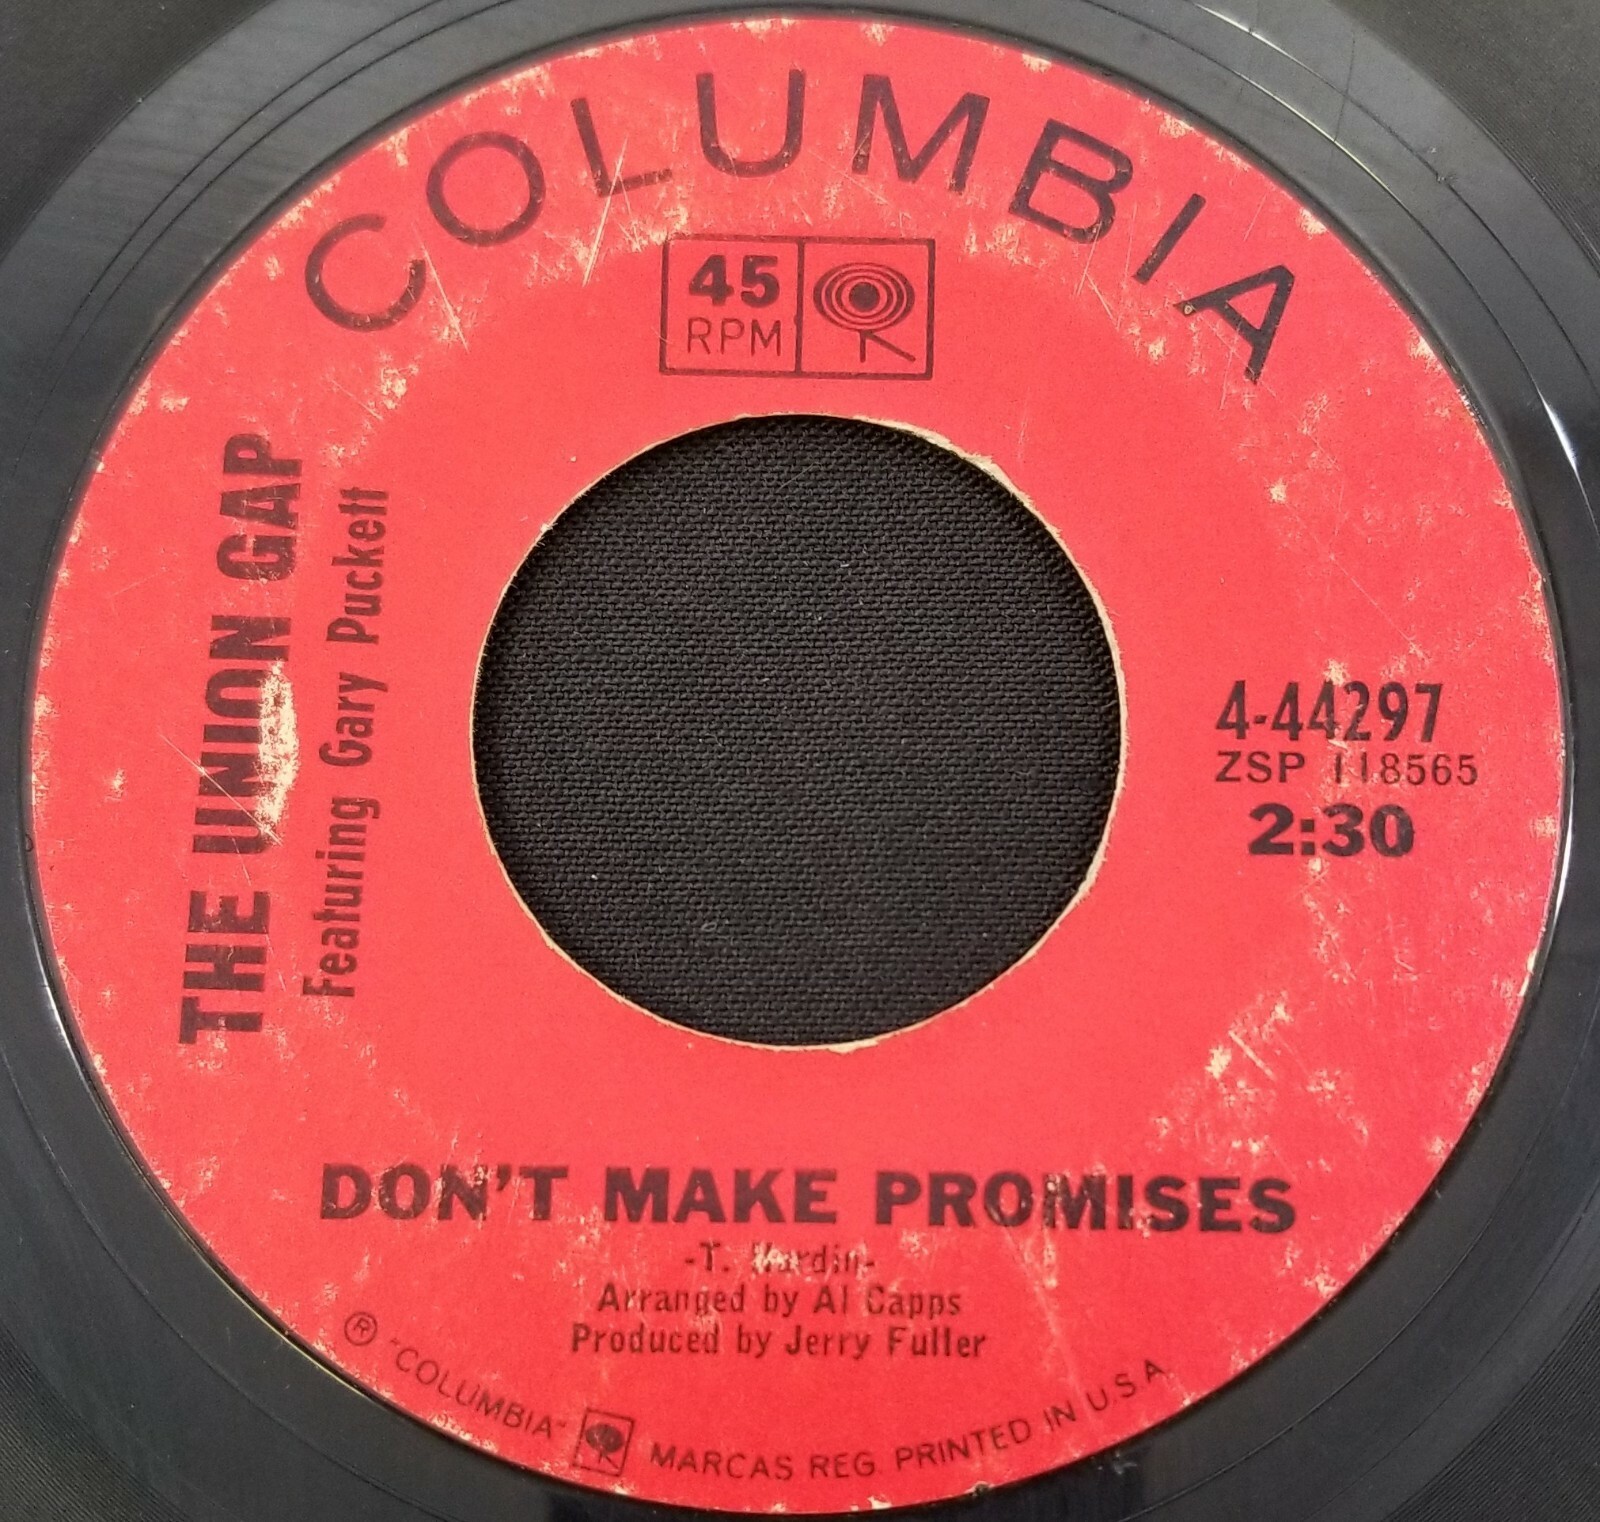 COLUMBIA
45
RPM
THE UNION GAP
Featuring Gary Puckett
4-44297
ZSP 118565
2:30
DON'T MAKE PROMISES
-T. Hardin-
Arranged by Al Capps
Produced by Jerry Fuller
® "COLUMBIA" MARCAS REG. PRINTED IN U.S.A.